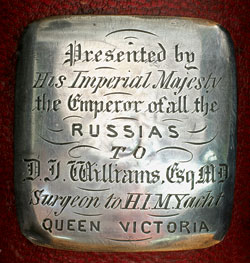 Presented by
His Imperial Majesty
the Emperor of all the
RUSSIAS
TO
D. J. Williams, Esq M.D.
Surgeon to H.I.M. Yacht
QUEEN VICTORIA